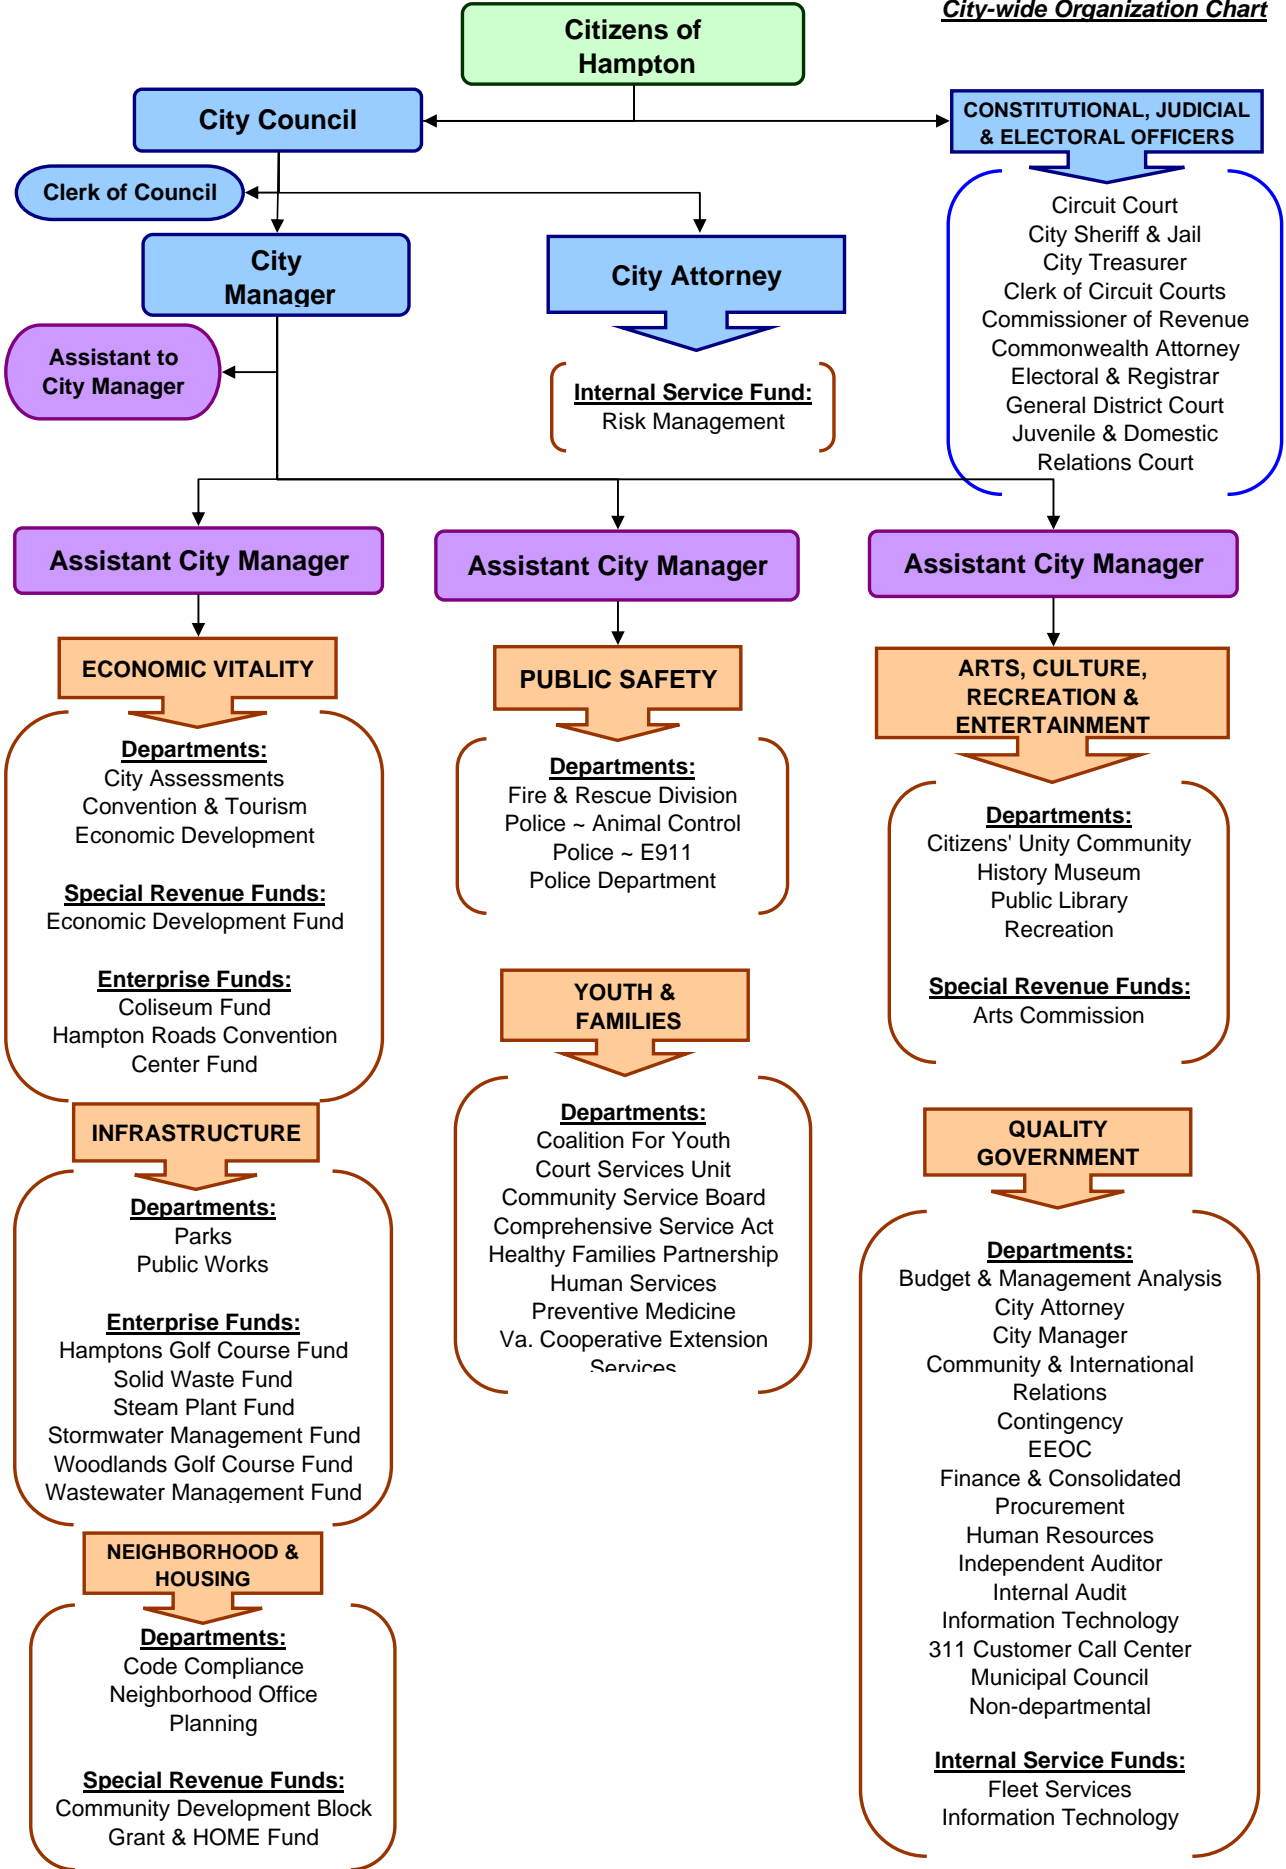 City-wide Organization Chart
Citizens of
Hampton
City Council
CONSTITUTIONAL, JUDICIAL
& ELECTORAL OFFICERS
Clerk of Council
Circuit Court
City Sheriff & Jail
City Treasurer
Clerk of Circuit Courts
Commissioner of Revenue
Commonwealth Attorney
Electoral & Registrar
General District Court
Juvenile & Domestic
Relations Court
City
Manager
City Attorney
Assistant to
City Manager
Internal Service Fund:
Risk Management
Assistant City Manager
Assistant City Manager
Assistant City Manager
ECONOMIC VITALITY
Departments:
City Assessments
Convention & Tourism
Economic Development
Special Revenue Funds:
Economic Development Fund
Enterprise Funds:
Coliseum Fund
Hampton Roads Convention
Center Fund
INFRASTRUCTURE
Departments:
Parks
Public Works
Enterprise Funds:
Hamptons Golf Course Fund
Solid Waste Fund
Steam Plant Fund
Stormwater Management Fund
Woodlands Golf Course Fund
Wastewater Management Fund
NEIGHBORHOOD &
HOUSING
Departments:
Code Compliance
Neighborhood Office
Planning
Special Revenue Funds:
Community Development Block
Grant & HOME Fund
PUBLIC SAFETY
Departments:
Fire & Rescue Division
Police ~ Animal Control
Police ~ E911
Police Department
YOUTH &
FAMILIES
Departments:
Coalition For Youth
Court Services Unit
Community Service Board
Comprehensive Service Act
Healthy Families Partnership
Human Services
Preventive Medicine
Va. Cooperative Extension
Services
ARTS, CULTURE,
RECREATION &
ENTERTAINMENT
Departments:
Citizens' Unity Community
History Museum
Public Library
Recreation
Special Revenue Funds:
Arts Commission
QUALITY
GOVERNMENT
Departments:
Budget & Management Analysis
City Attorney
City Manager
Community & International
Relations
Contingency
EEOC
Finance & Consolidated
Procurement
Human Resources
Independent Auditor
Internal Audit
Information Technology
311 Customer Call Center
Municipal Council
Non-departmental
Internal Service Funds:
Fleet Services
Information Technology